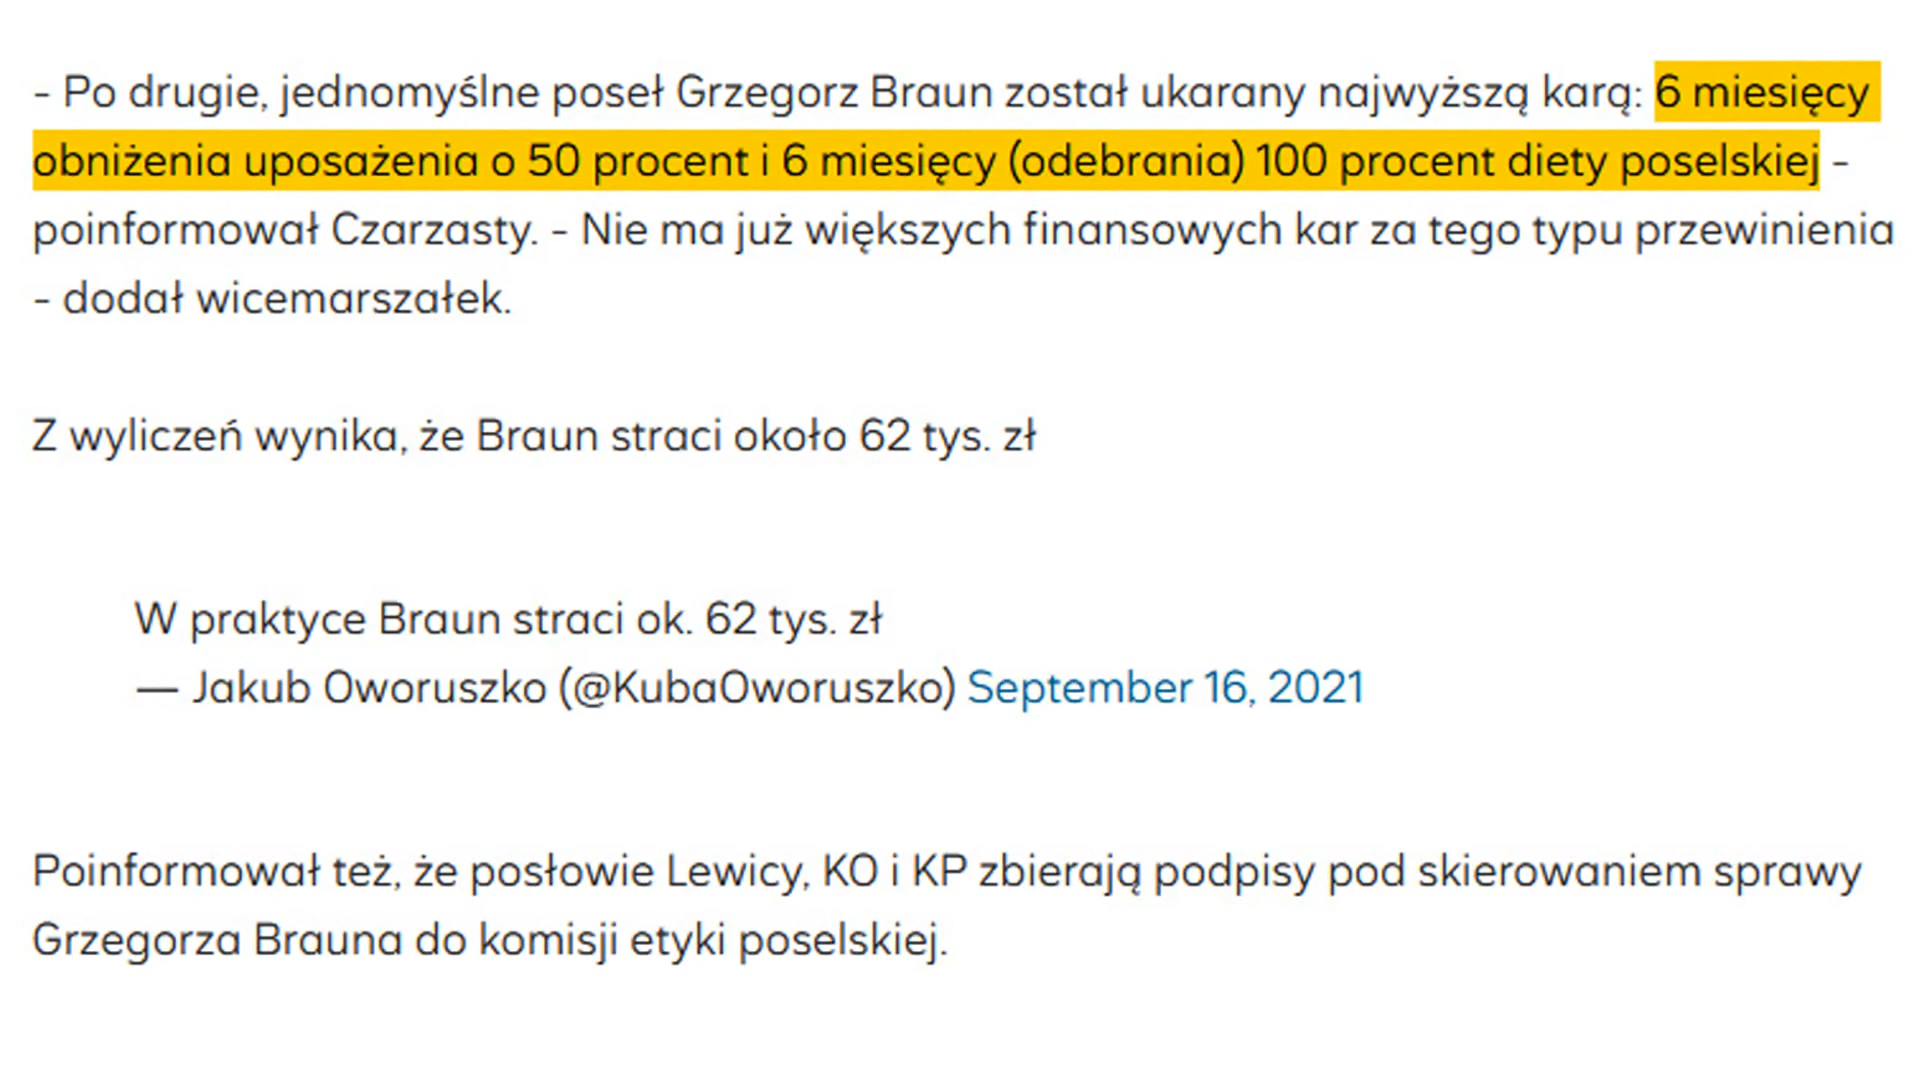 - Po drugie, jednomyślne poseł Grzegorz Braun został ukarany najwyższą karą: 6 miesięcy
obniżenia uposażenia o 50 procent i 6 miesięcy (odebrania) 100 procent diety poselskiej -
poinformował Czarzasty. - Nie ma już większych finansowych kar za tego typu przewinienia
- dodał wicemarszałek.
Z wyliczeń wynika, że Braun straci około 62 tys. zł
W praktyce Braun straci ok. 62 tys. zł
— Jakub Oworuszko (@KubaOworuszko) September 16, 2021
Poinformował też, że posłowie Lewicy, KO i KP zbierają podpisy pod skierowaniem sprawy
Grzegorza Brauna do komisji etyki poselskiej.